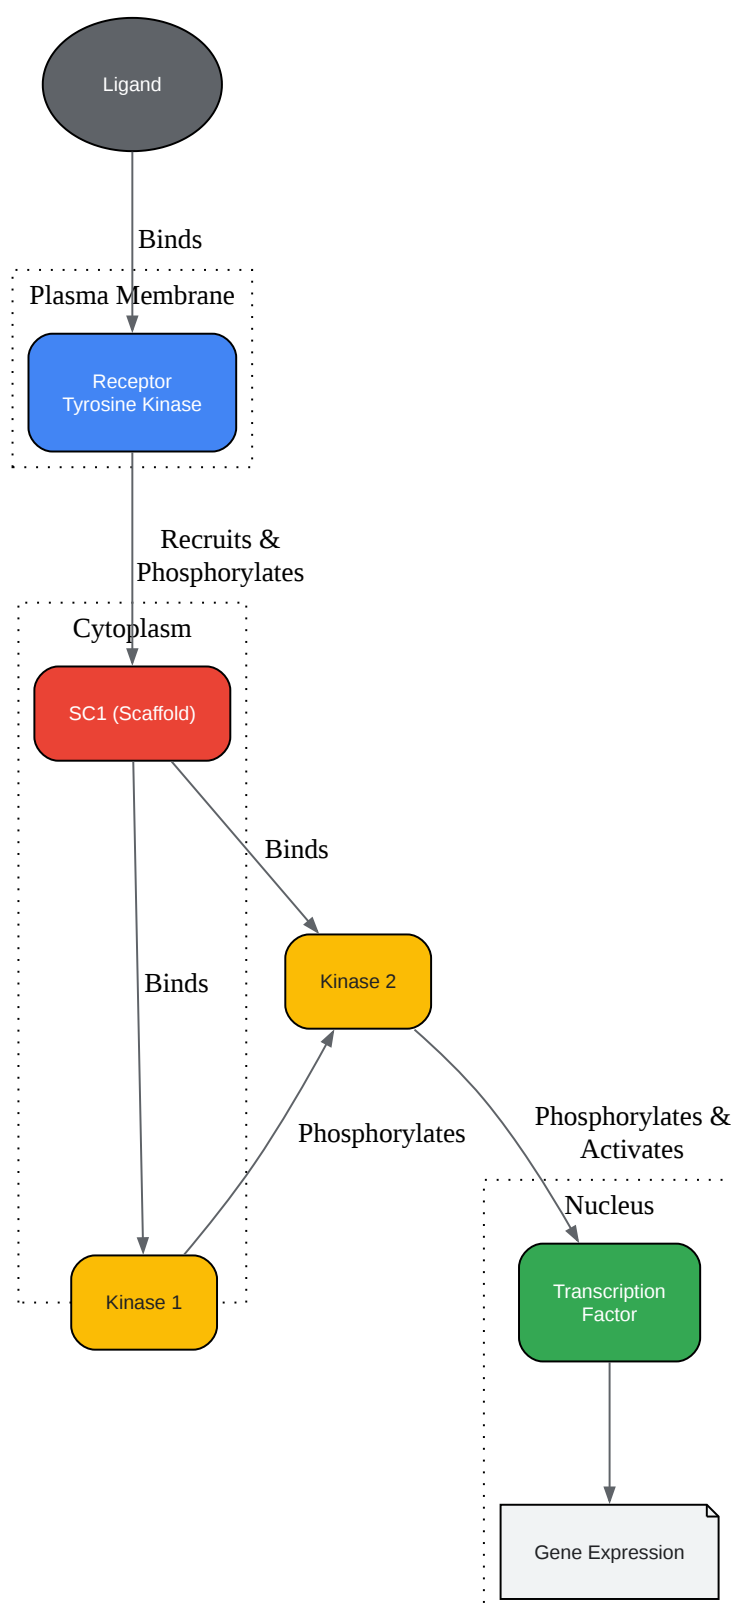 Ligand
Binds
Plasma Membrane
Receptor
Tyrosine Kinase
Recruits &
Phosphorylates
Cytoplasm
SC1 (Scaffold)
Binds
Kinase 2
Binds
Phosphorylates &
Phosphorylates
Activates
Nucleus
Transcription
Factor
Kinase 1
Gene Expression